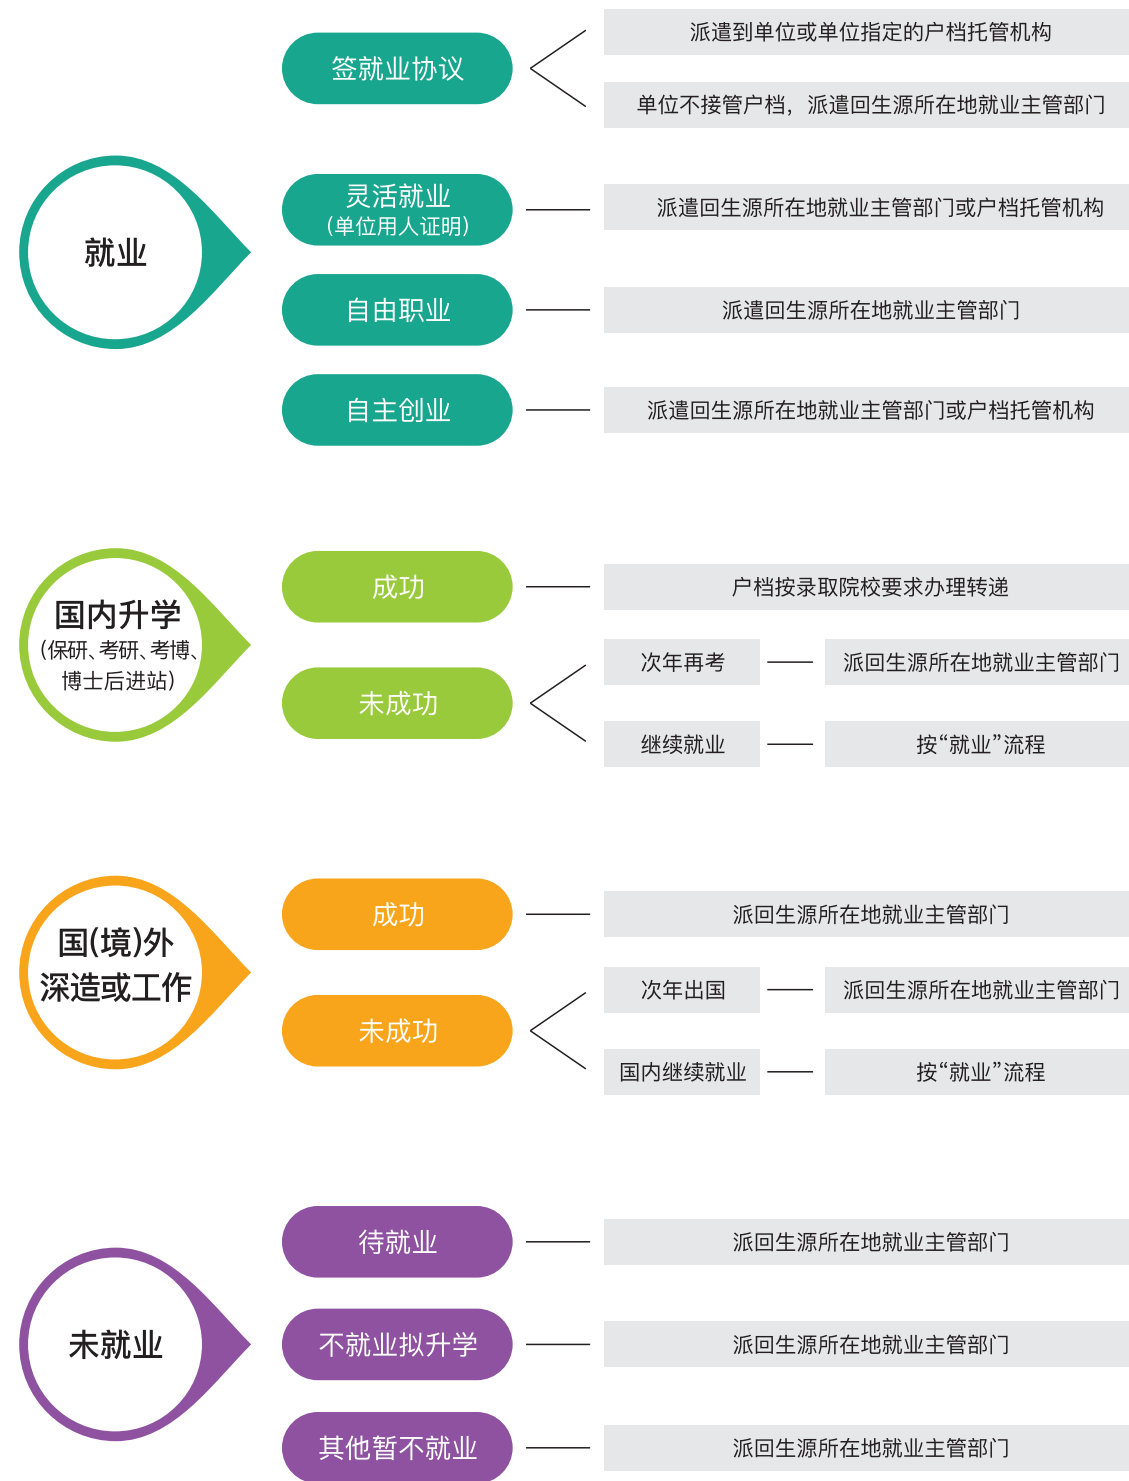 就业
签就业协议
派遣到单位或单位指定的户档托管机构
单位不接管户档，派遣回生源所在地就业主管部门
灵活就业
(单位用人证明)
派遣回生源所在地就业主管部门或户档托管机构
自由职业
派遣回生源所在地就业主管部门
自主创业
派遣回生源所在地就业主管部门或户档托管机构
国内升学
(保研、考研、考博、
博士后进站)
成功
户档按录取院校要求办理转递
未成功
次年再考
派回生源所在地就业主管部门
继续就业
按“就业”流程
国(境)外
深造或工作
成功
派回生源所在地就业主管部门
未成功
次年出国
派回生源所在地就业主管部门
国内继续就业
按“就业”流程
未就业
待就业
派回生源所在地就业主管部门
不就业拟升学
派回生源所在地就业主管部门
其他暂不就业
派回生源所在地就业主管部门